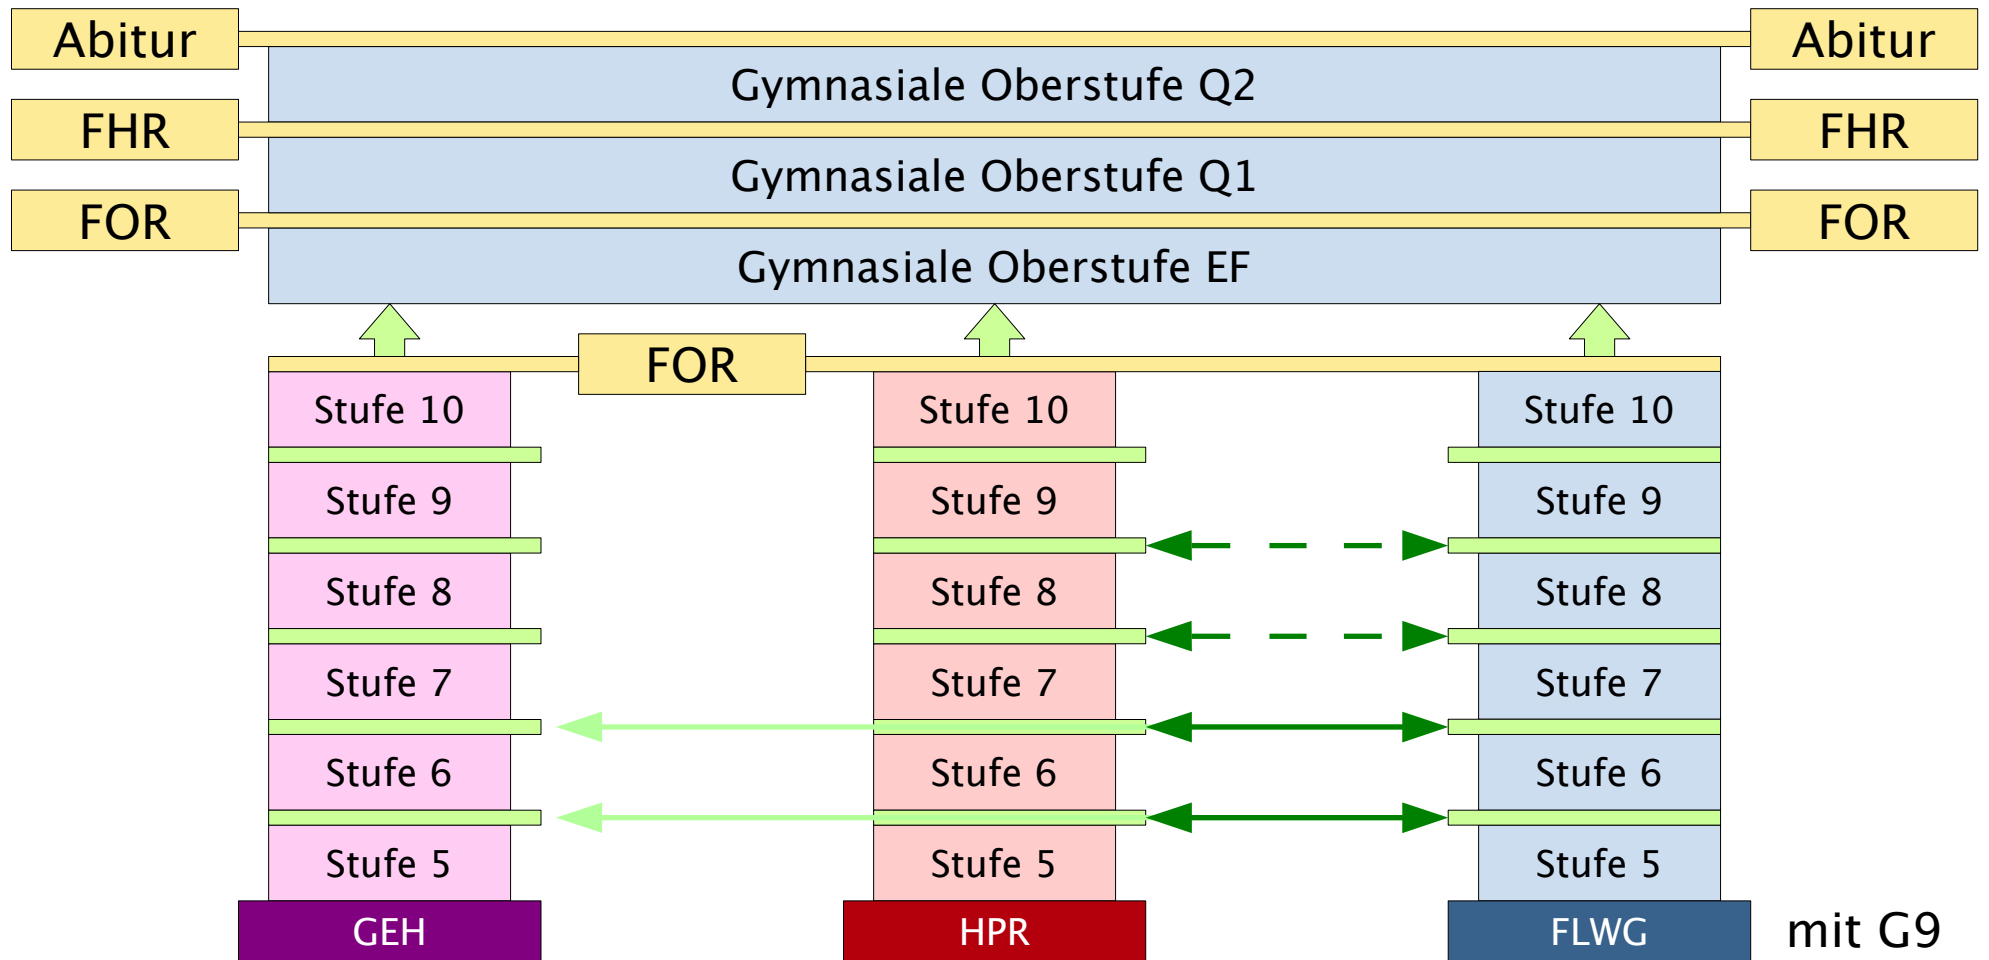 Abitur Abitur
Gymnasiale Oberstufe Q2
FHR FHR
Gymnasiale Oberstufe Q1
FOR FOR
Gymnasiale Oberstufe EF
FOR
Stufe 10 Stufe 10 Stufe 10
Stufe 9 Stufe 9 Stufe 9
Stufe 8 Stufe 8 Stufe 8
Stufe 7 Stufe 7 Stufe 7
Stufe 6 Stufe 6 Stufe 6
Stufe 5 Stufe 5 Stufe 5
GEH HPR FLWG mit G9